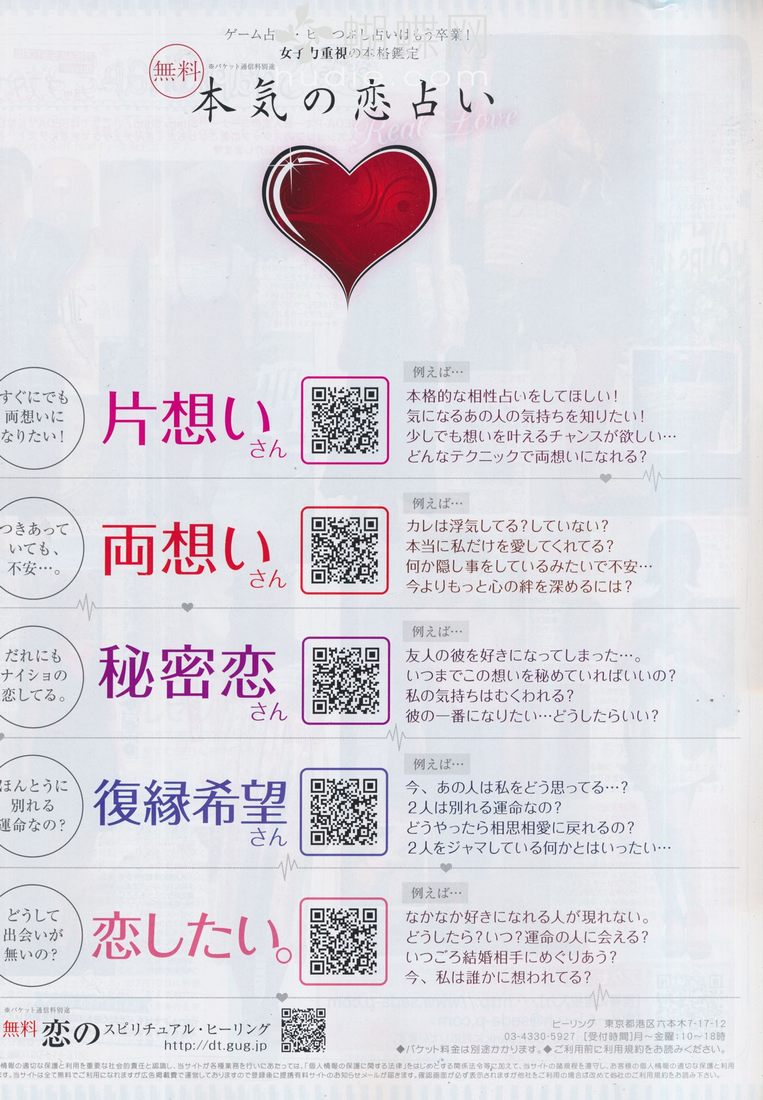 ゲーム占い・ヒマつぶし占いはもう卒業！
女子力重視の本格鑑定
無料
※パケット通信料別途
本気の恋占い
Real Love
すぐにでも
両想いに
なりたい！
片想い
さん
例えば…
本格的な相性占いをしてほしい！
気になるあの人の気持ちを知りたい！
少しでも想いを叶えるチャンスが欲しい…
どんなテクニックで両想いになれる？
つきあって
いても、
不安…。
両想い
さん
例えば…
カレは浮気してる？していない？
本当に私だけを愛してくれてる？
何か隠し事をしているみたいで不安…
今よりもっと心の絆を深めるには？
だれにも
ナイショの
恋してる。
秘密恋
さん
例えば…
友人の彼を好きになってしまった…。
いつまでこの想いを秘めていればいいの？
私の気持ちはむくわれる？
彼の一番になりたい…どうしたらいい？
ほんとうに
別れる
運命なの？
復縁希望
さん
例えば…
今、あの人は私をどう思ってる…？
2人は別れる運命なの？
どうやったら相思相愛に戻れるの？
2人をジャマしている何かとはいったい…
どうして
出会いが
無いの？
恋したい。
例えば…
なかなか好きになれる人が現れない。
どうしたら？いつ？運命の人に会える？
いつごろ結婚相手にめぐりあう？
今、私は誰かに想われてる？
※パケット通信料別途
無料 恋のスピリチュアル・ヒーリング
http://dt.gug.jp
ヒーリング 東京都港区六本木7-17-12
03-4330-5927 [受付時間]月〜金曜:10〜18時
◆パケット料金は別途かかります。◆ご利用前に利用規約をお読みください。